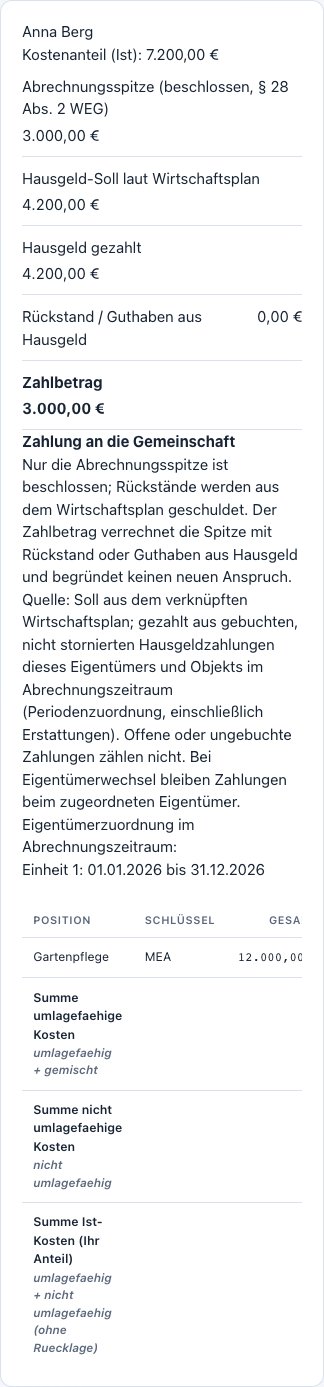 Anna Berg
Kostenanteil (Ist): 7.200,00 €
Abrechnungsspitze (beschlossen, § 28
Abs. 2 WEG)
3.000,00 €
Hausgeld-Soll laut Wirtschaftsplan
4.200,00 €
Hausgeld gezahlt
4.200,00 €
Rückstand / Guthaben aus 0,00 €
Hausgeld
Zahlbetrag
3.000,00 €
Zahlung an die Gemeinschaft
Nur die Abrechnungsspitze ist
beschlossen; Rückstände werden aus
dem Wirtschaftsplan geschuldet. Der
Zahlbetrag verrechnet die Spitze mit
Rückstand oder Guthaben aus Hausgeld
und begründet keinen neuen Anspruch.
Quelle: Soll aus dem verknüpften
Wirtschaftsplan; gezahlt aus gebuchten,
nicht stornierten Hausgeldzahlungen
dieses Eigentümers und Objekts im
Abrechnungszeitraum
(Periodenzuordnung, einschließlich
Erstattungen). Offene oder ungebuchte
Zahlungen zählen nicht. Bei
Eigentümerwechsel bleiben Zahlungen
beim zugeordneten Eigentümer.
Eigentümerzuordnung im
Abrechnungszeitraum:
Einheit 1: 01.01.2026 bis 31.12.2026
POSITION SCHLÜSSEL GESA
Gartenpflege MEA 12.000,00
Summe
umlagefaehige
Kosten
umlagefaehig
+ gemischt
Summe nicht
umlagefaehige
Kosten
nicht
umlagefaehig
Summe Ist-
Kosten (Ihr
Anteil)
umlagefaehig
+ nicht
umlagefaehig
(ohne
Ruecklage)